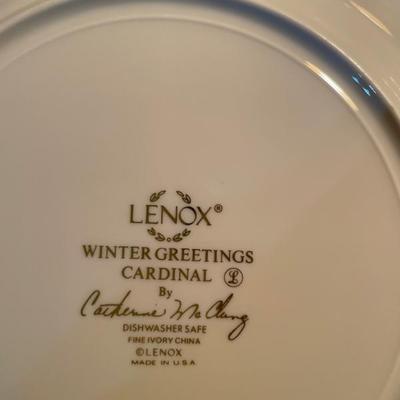 LENOX®
WINTER GREETINGS
CARDINAL Ⓛ
By
Catherine McClung
DISHWASHER SAFE
FINE IVORY CHINA
©LENOX
MADE IN U.S.A.